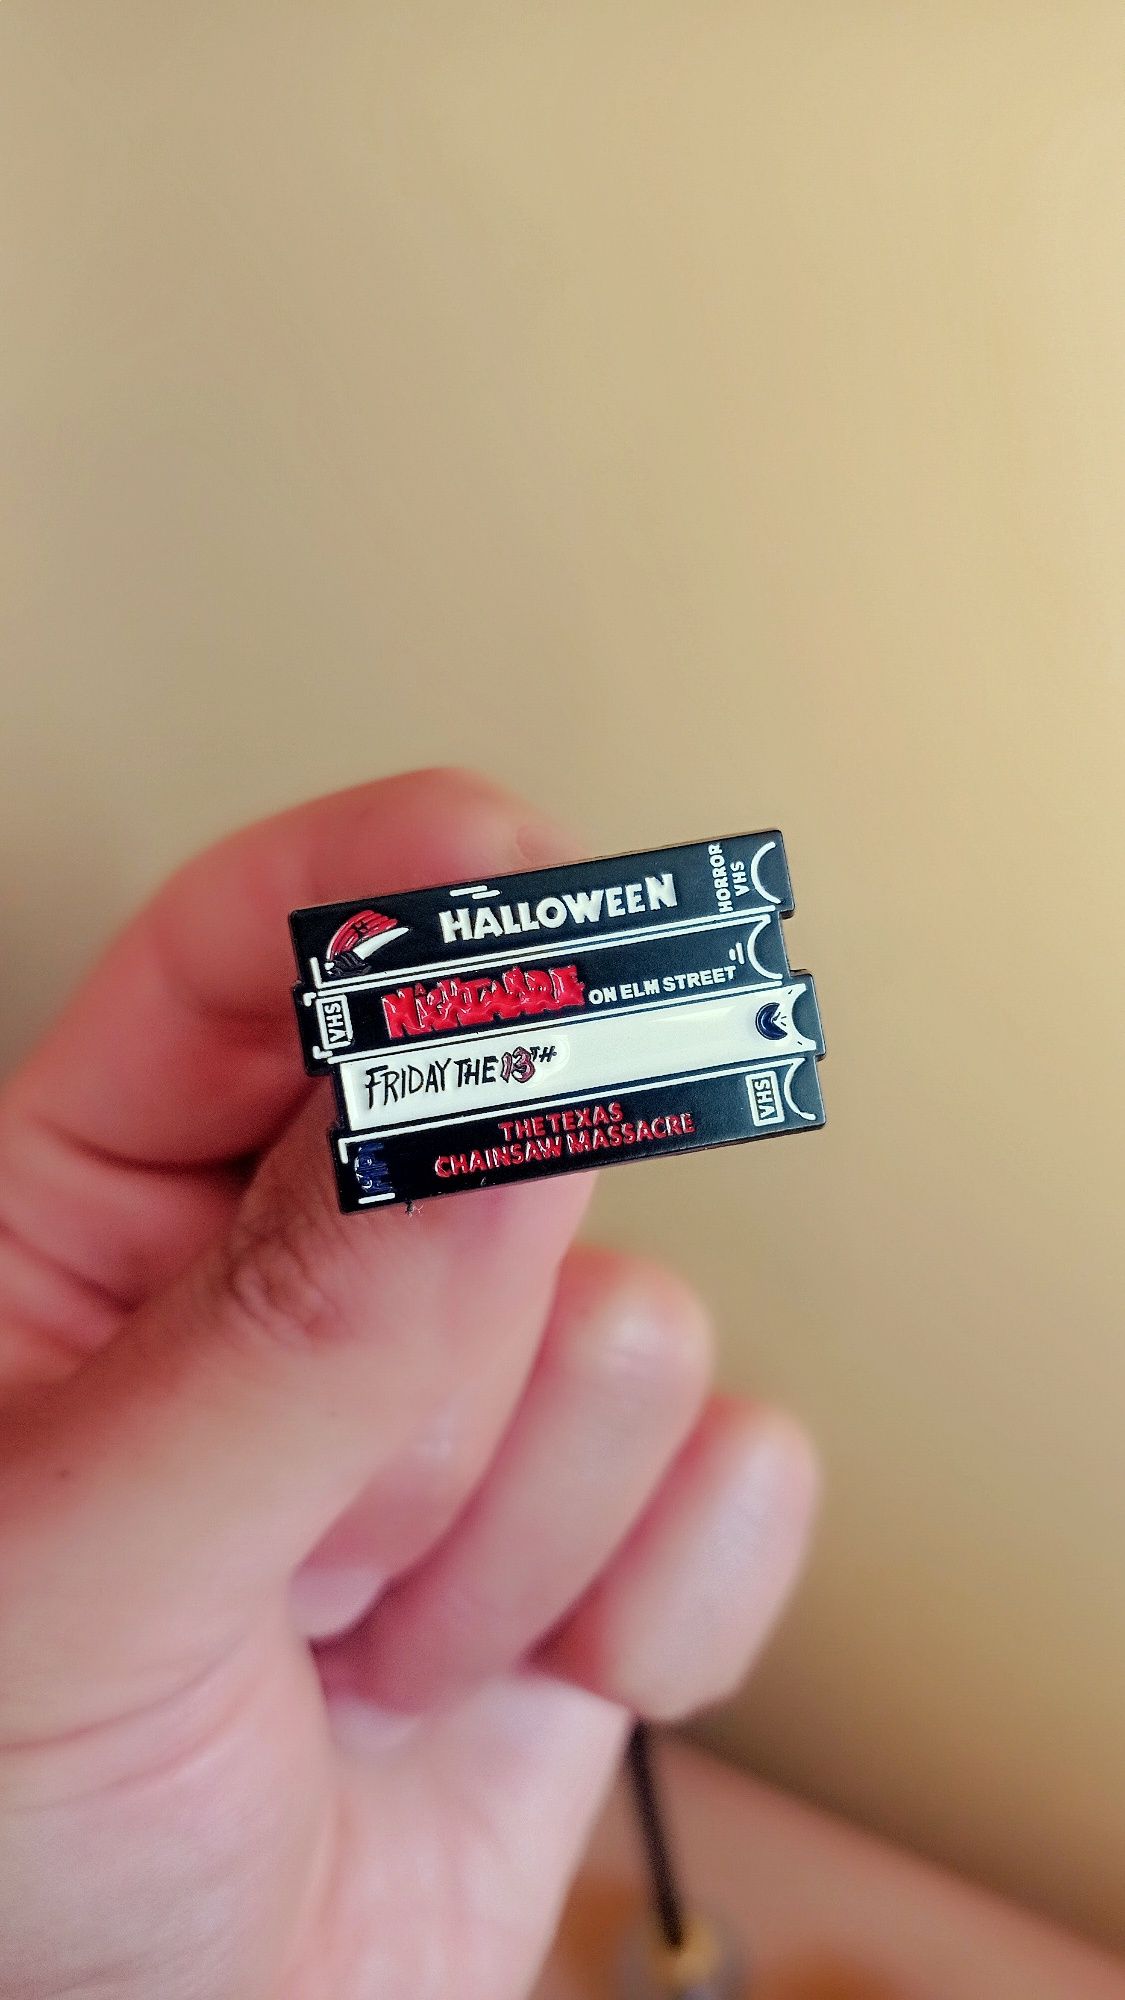 HALLOWEEN
HORROR
VHS
VHS
A NIGHTMARE ON ELM STREET
FRIDAY THE 13TH
THE TEXAS
CHAINSAW MASSACRE
VHS